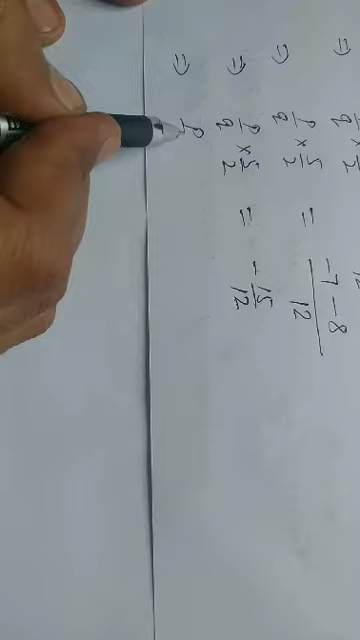 ⇒ p/q × 5/2 = (-7 - 8)/12
⇒ p/q × 5/2 = - 15/12
⇒ p